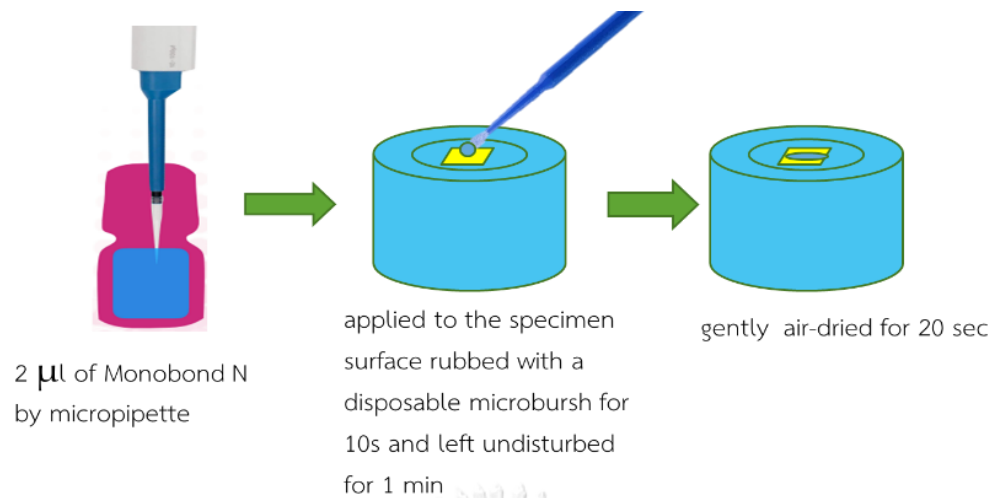 2 μl of Monobond N
by micropipette
applied to the specimen
surface rubbed with a
disposable microbursh for
10s and left undisturbed
for 1 min
gently air-dried for 20 sec